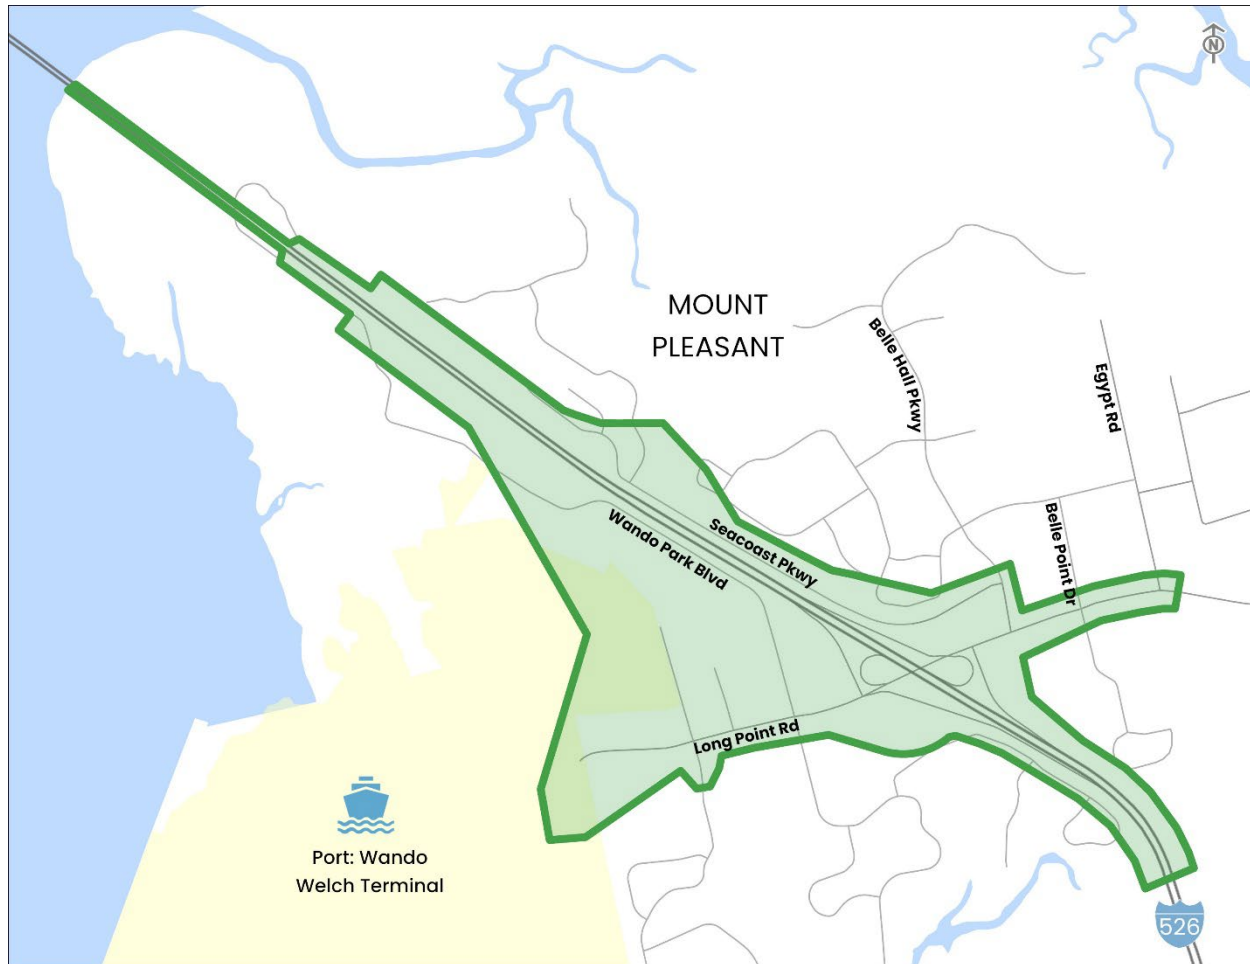 N
MOUNT
PLEASANT
Belle Hall Pkwy
Egypt Rd
Belle Point Dr
Seacoast Pkwy
Wando Park Blvd
Long Point Rd
Port: Wando
Welch Terminal
526